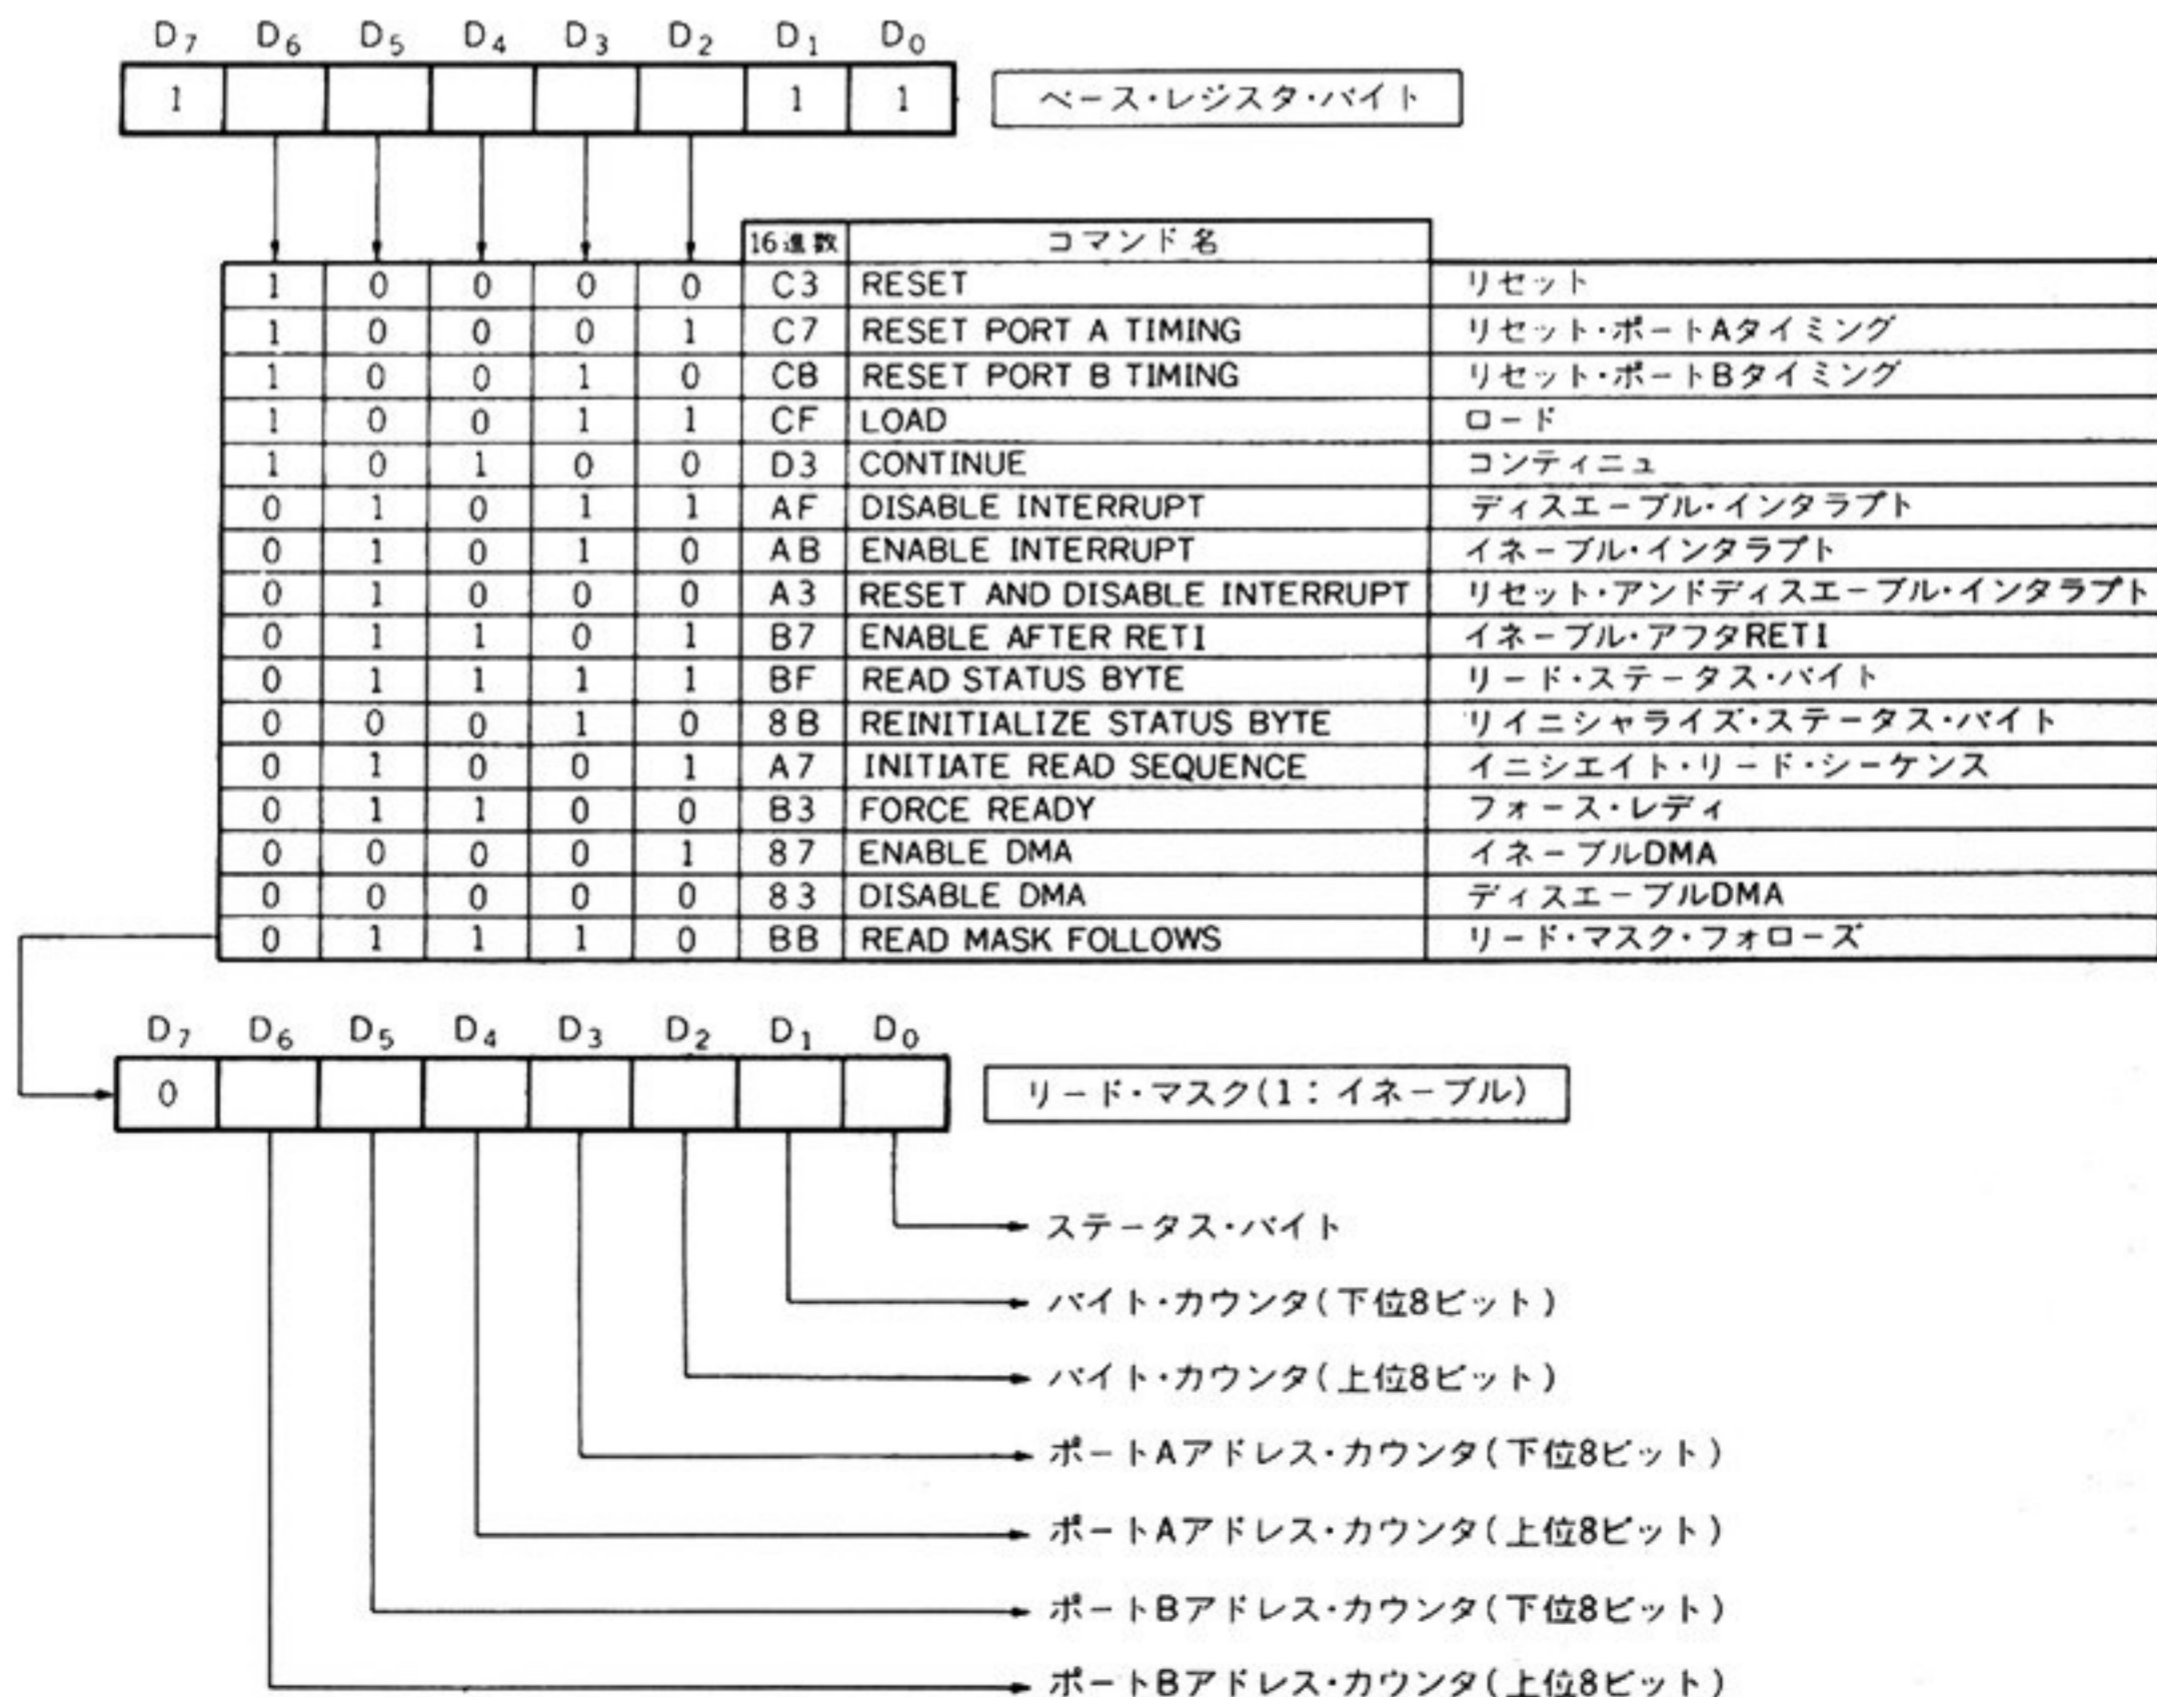 D7 D6 D5 D4 D3 D2 D1 D0
1 1 1 ベース・レジスタ・バイト
16進数 コマンド名
1 0 0 0 0 C3 RESET リセット
1 0 0 0 1 C7 RESET PORT A TIMING リセット・ポートAタイミング
1 0 0 1 0 CB RESET PORT B TIMING リセット・ポートBタイミング
1 0 0 1 1 CF LOAD ロード
1 0 1 0 0 D3 CONTINUE コンティニュ
0 1 0 1 1 AF DISABLE INTERRUPT ディスエーブル・インタラプト
0 1 0 1 0 AB ENABLE INTERRUPT イネーブル・インタラプト
0 1 0 0 0 A3 RESET AND DISABLE INTERRUPT リセット・アンドディスエーブル・インタラプト
0 1 1 0 1 B7 ENABLE AFTER RETI イネーブル・アフタRETI
0 1 1 1 1 BF READ STATUS BYTE リード・ステータス・バイト
0 0 0 1 0 8B REINITIALIZE STATUS BYTE リイニシャライズ・ステータス・バイト
0 1 0 0 1 A7 INITIATE READ SEQUENCE イニシエイト・リード・シーケンス
0 1 1 0 0 B3 FORCE READY フォース・レディ
0 0 0 0 1 87 ENABLE DMA イネーブルDMA
0 0 0 0 0 83 DISABLE DMA ディスエーブルDMA
0 1 1 1 0 BB READ MASK FOLLOWS リード・マスク・フォローズ
D7 D6 D5 D4 D3 D2 D1 D0
0 リード・マスク(1:イネーブル)
ステータス・バイト
バイト・カウンタ(下位8ビット)
バイト・カウンタ(上位8ビット)
ポートAアドレス・カウンタ(下位8ビット)
ポートAアドレス・カウンタ(上位8ビット)
ポートBアドレス・カウンタ(下位8ビット)
ポートBアドレス・カウンタ(上位8ビット)